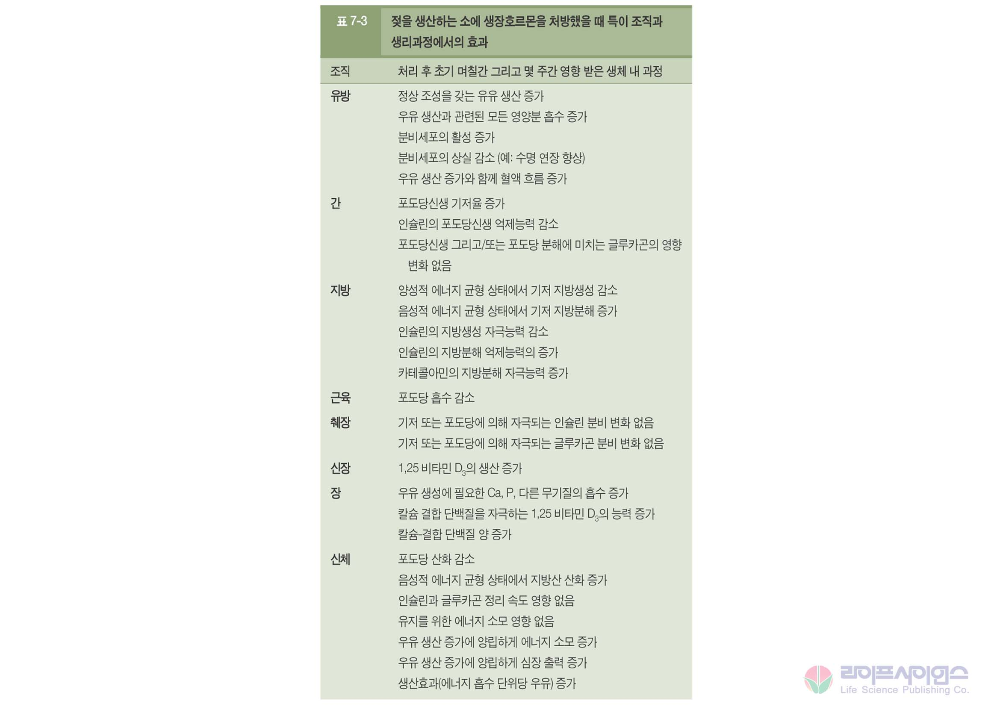 표 7-3
젖을 생산하는 소에 생장호르몬을 처방했을 때 특이 조직과
생리과정에서의 효과
조직 처리 후 초기 며칠간 그리고 몇 주간 영향 받은 생체 내 과정
유방 정상 조성을 갖는 유유 생산 증가
우유 생산과 관련된 모든 영양분 흡수 증가
분비세포의 활성 증가
분비세포의 상실 감소 (예: 수명 연장 향상)
우유 생산 증가와 함께 혈액 흐름 증가
간 포도당신생 기저율 증가
인슐린의 포도당신생 억제능력 감소
포도당신생 그리고/또는 포도당 분해에 미치는 글루카곤의 영향
변화 없음
지방 양성적 에너지 균형 상태에서 기저 지방생성 감소
음성적 에너지 균형 상태에서 기저 지방분해 증가
인슐린의 지방생성 자극능력 감소
인슐린의 지방분해 억제능력의 증가
카테콜아민의 지방분해 자극능력 증가
근육 포도당 흡수 감소
췌장 기저 또는 포도당에 의해 자극되는 인슐린 분비 변화 없음
기저 또는 포도당에 의해 자극되는 글루카곤 분비 변화 없음
신장 1,25 비타민 D₃의 생산 증가
장 우유 생성에 필요한 Ca, P, 다른 무기질의 흡수 증가
칼슘 결합 단백질을 자극하는 1,25 비타민 D₃의 능력 증가
칼슘-결합 단백질 양 증가
신체 포도당 산화 감소
음성적 에너지 균형 상태에서 지방산 산화 증가
인슐린과 글루카곤 정리 속도 영향 없음
유지를 위한 에너지 소모 영향 없음
우유 생산 증가에 양립하게 에너지 소모 증가
우유 생산 증가에 양립하게 심장 출력 증가
생산효과(에너지 흡수 단위당 우유) 증가
라이프사이언스
Life Science Publishing Co.